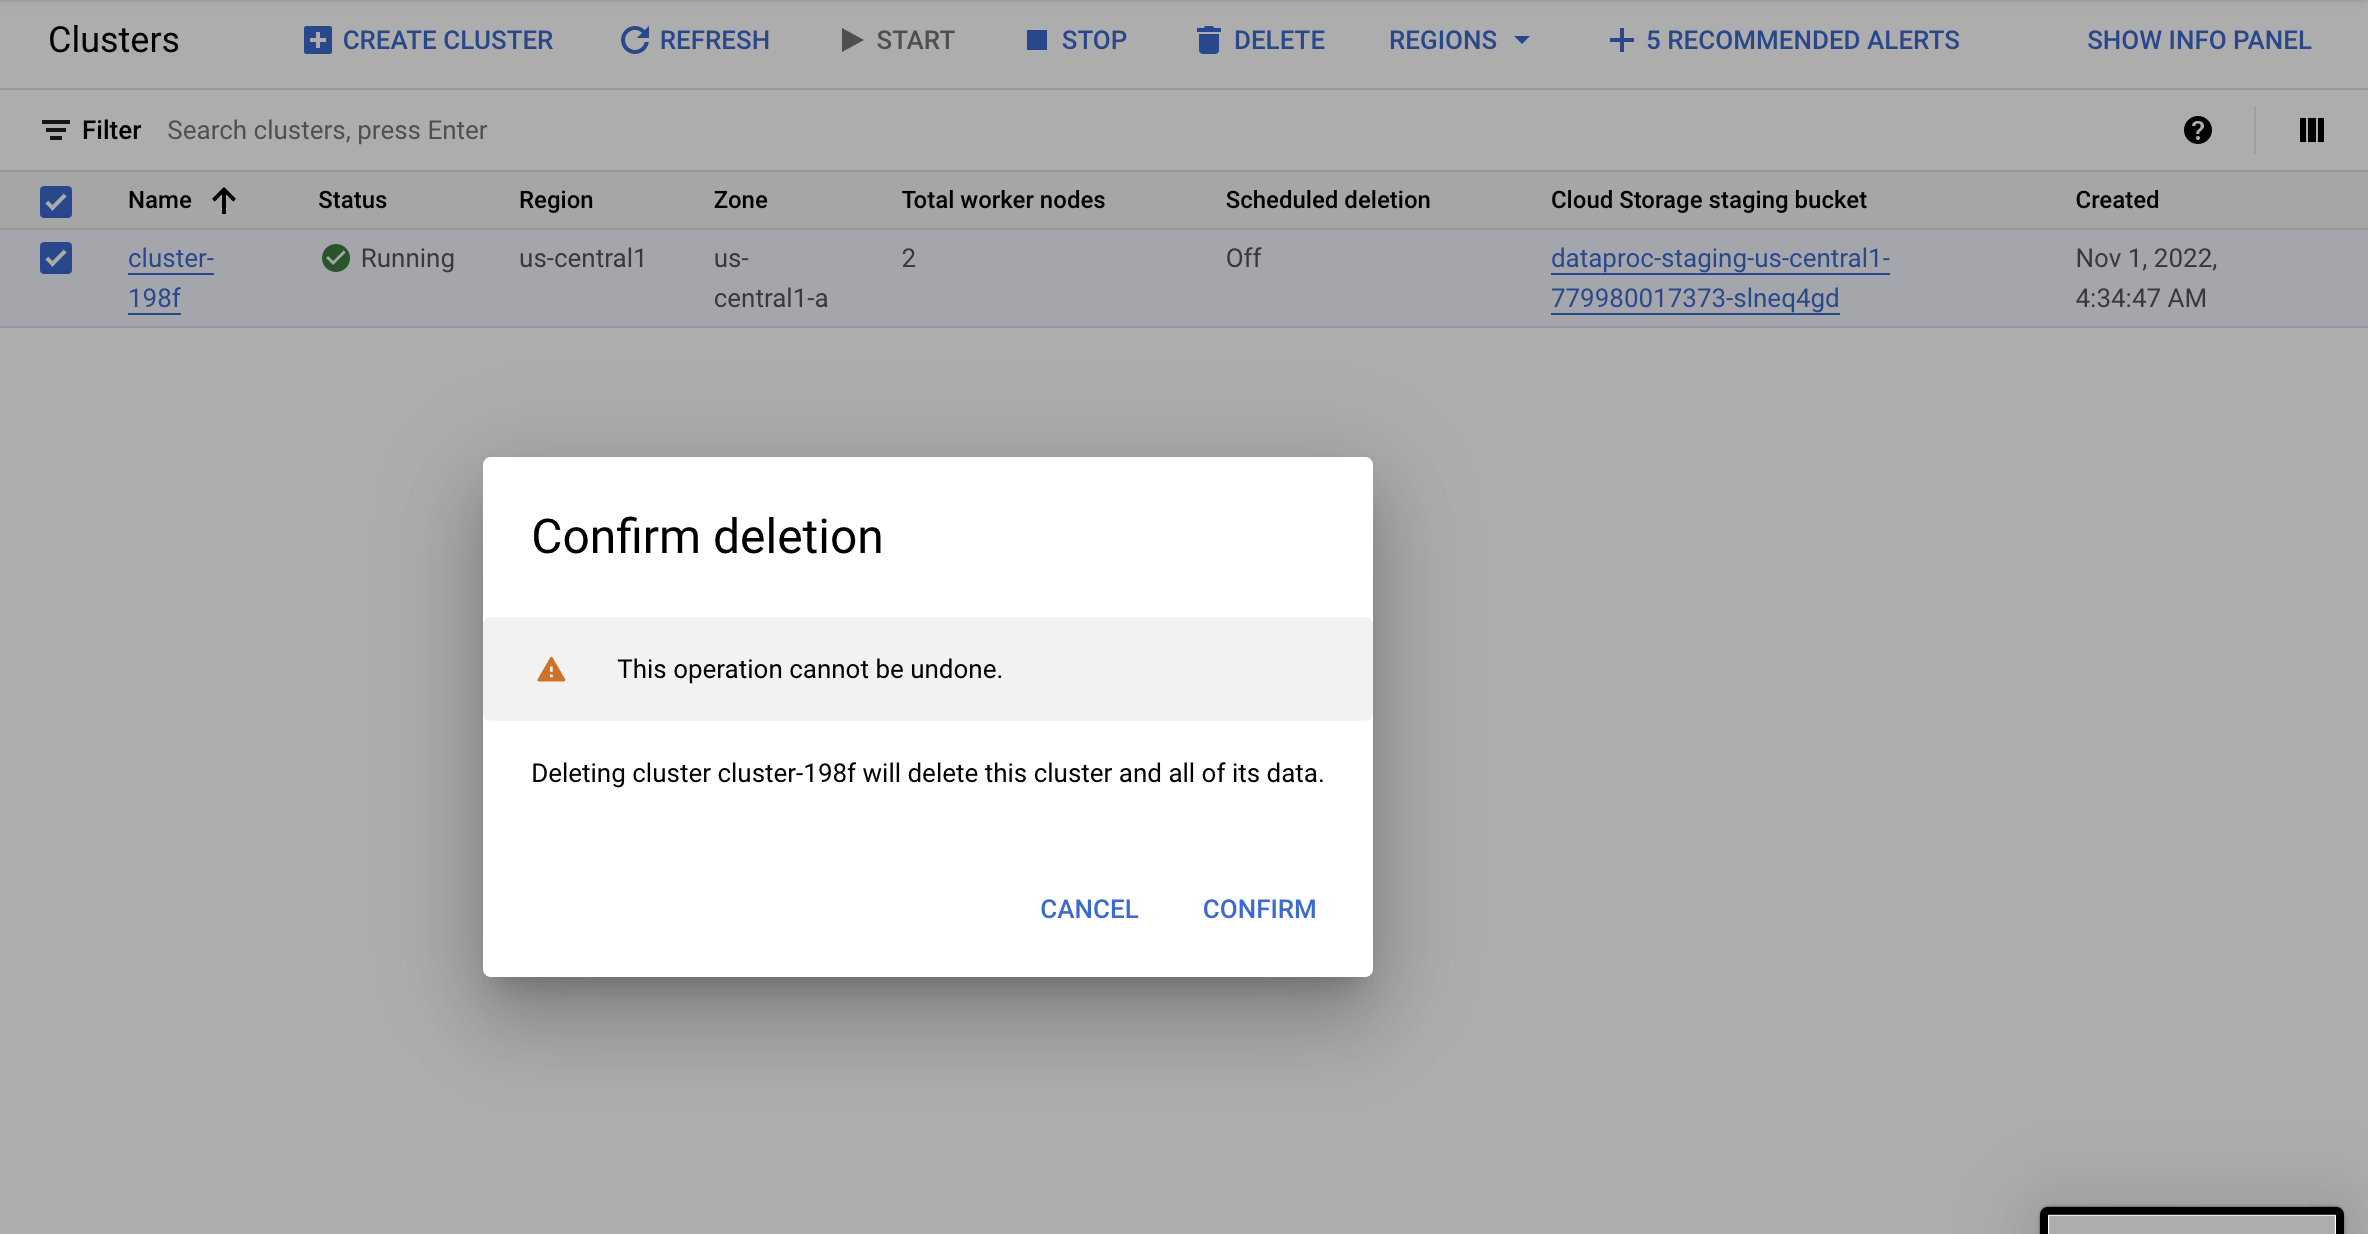 Clusters CREATE CLUSTER REFRESH START STOP DELETE REGIONS 5 RECOMMENDED ALERTS SHOW INFO PANEL
Filter Search clusters, press Enter
Name Status Region Zone Total worker nodes Scheduled deletion Cloud Storage staging bucket Created
cluster- Running us-central1 us- 2 Off dataproc-staging-us-central1- Nov 1, 2022,
198f central1-a 779980017373-slneq4gd 4:34:47 AM
Confirm deletion
This operation cannot be undone.
Deleting cluster cluster-198f will delete this cluster and all of its data.
CANCEL CONFIRM